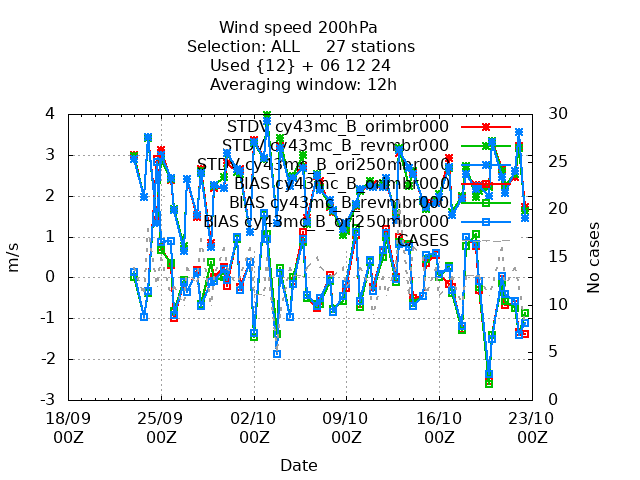 Wind speed 200hPa
Selection: ALL 27 stations
Used {12} + 06 12 24
Averaging window: 12h
STDV cy43mc_B_orimbr000
STDV cy43mc_B_revmbr000
STDV cy43mc_B_ori250mbr000
BIAS cy43mc_B_orimbr000
BIAS cy43mc_B_revmbr000
BIAS cy43mc_B_ori250mbr000
CASES
4
3
2
1
0
-1
-2
-3
m/s
30
25
20
15
10
5
0
No cases
18/09 25/09 02/10 09/10 16/10 23/10
00Z 00Z 00Z 00Z 00Z 00Z
Date